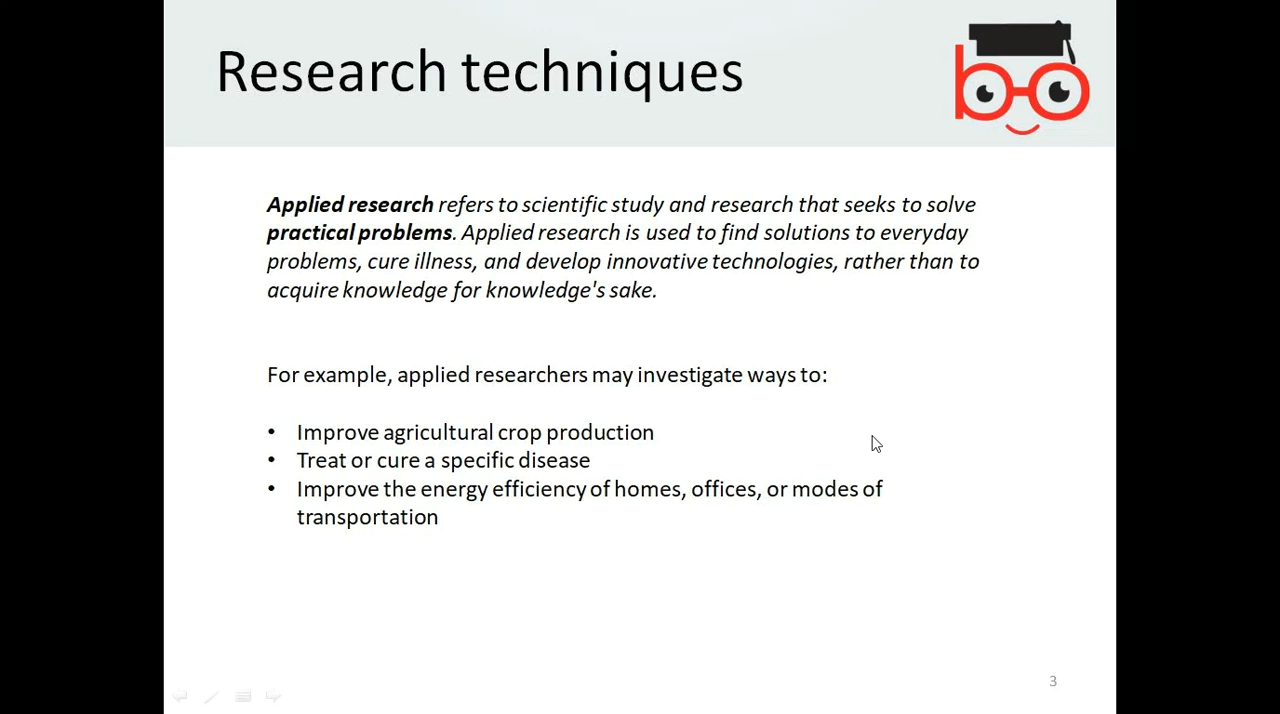 Research techniques
bo
Applied research refers to scientific study and research that seeks to solve
practical problems. Applied research is used to find solutions to everyday
problems, cure illness, and develop innovative technologies, rather than to
acquire knowledge for knowledge's sake.
For example, applied researchers may investigate ways to:
• Improve agricultural crop production
• Treat or cure a specific disease
• Improve the energy efficiency of homes, offices, or modes of
transportation
3